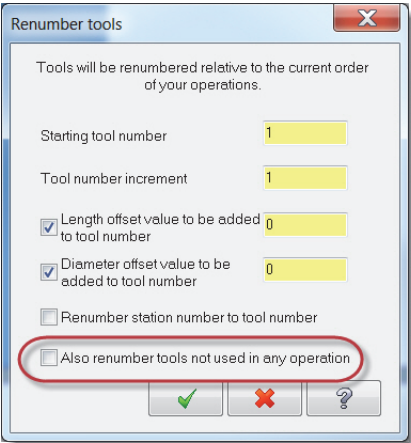 Renumber tools
Tools will be renumbered relative to the current order
of your operations.
Starting tool number 1
Tool number increment 1
Length offset value to be added 0
to tool number
Diameter offset value to be 0
added to tool number
Renumber station number to tool number
Also renumber tools not used in any operation